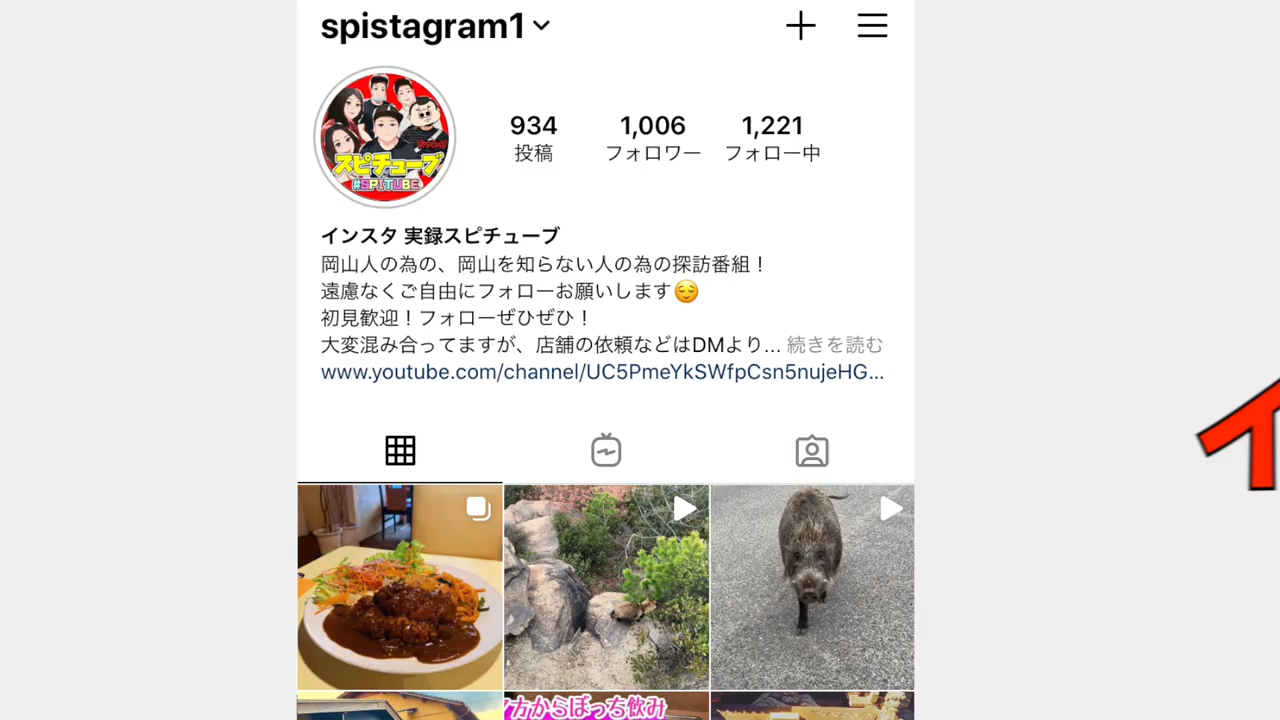 spistagram1
スピチューブ
#SPITUBE
934
投稿
1,006
フォロワー
1,221
フォロー中
インスタ 実録スピチューブ
岡山人の為の、岡山を知らない人の為の探訪番組！
遠慮なくご自由にフォローお願いします😌
初見歓迎！フォローぜひぜひ！
大変混み合ってますが、店舗の依頼などはDMより... 続きを読む
www.youtube.com/channel/UC5PmeYkSWfpCsn5nujeHG...
イ
方からぼっち飲み